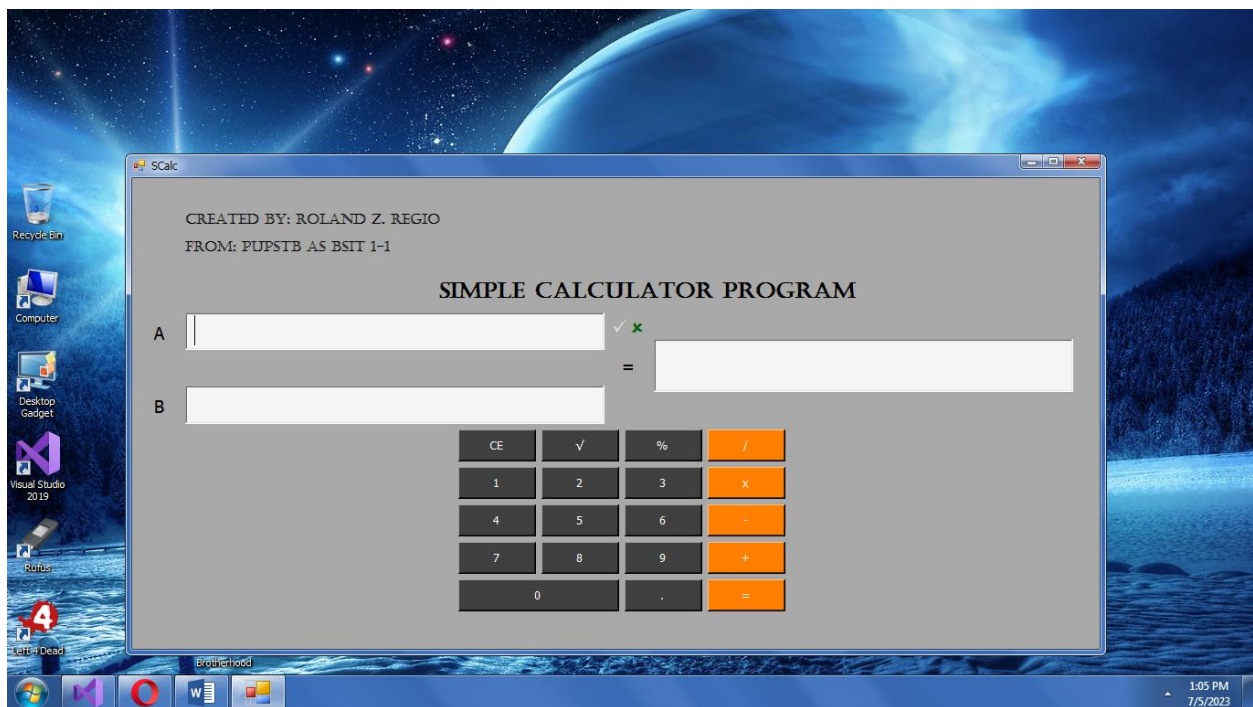 SCalc
CREATED BY: ROLAND Z. REGIO
FROM: PUPSTB AS BSIT 1-1
SIMPLE CALCULATOR PROGRAM
A
=
B
CE √ % /
1 2 3 x
4 5 6 -
7 8 9 +
0 . =
Recycle Bin
Computer
Desktop
Gadget
Visual Studio
2019
Rufus
Left 4 Dead
Brotherhood
1:05 PM
7/5/2023